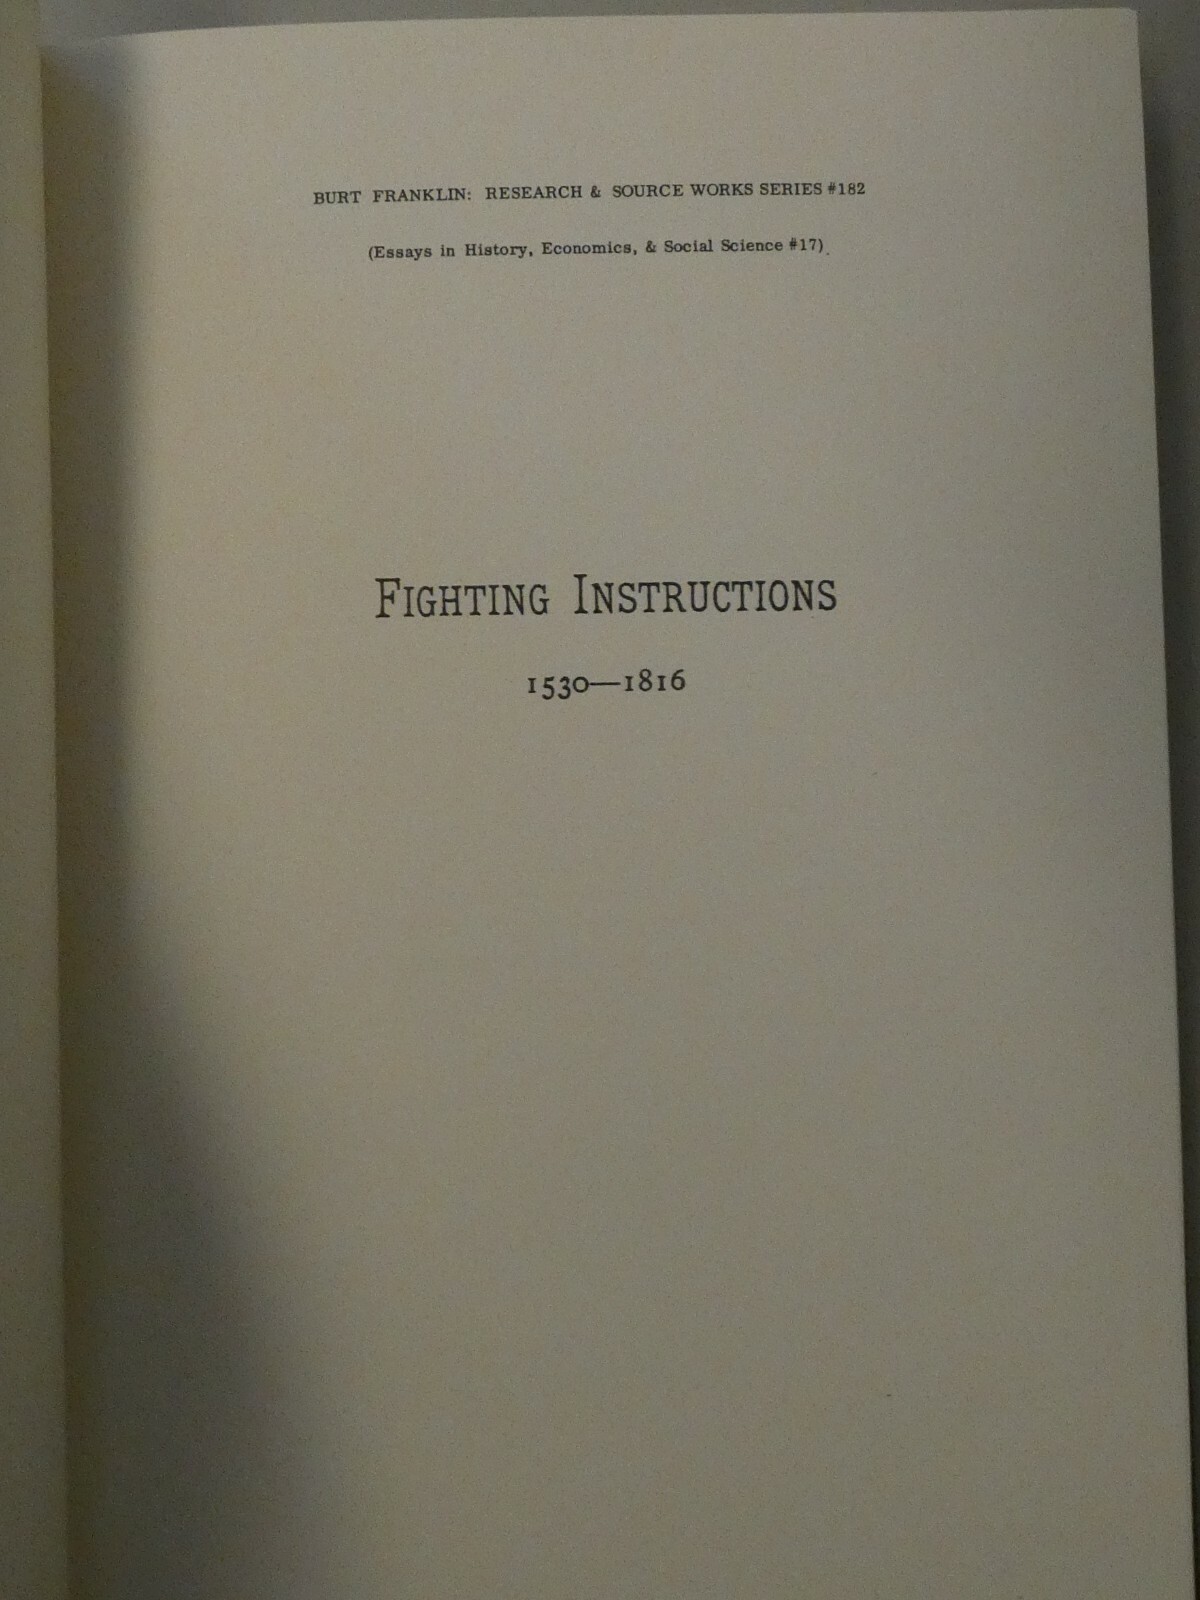 BURT FRANKLIN: RESEARCH & SOURCE WORKS SERIES #182
(Essays in History, Economics, & Social Science #17).
FIGHTING INSTRUCTIONS
1530—1816